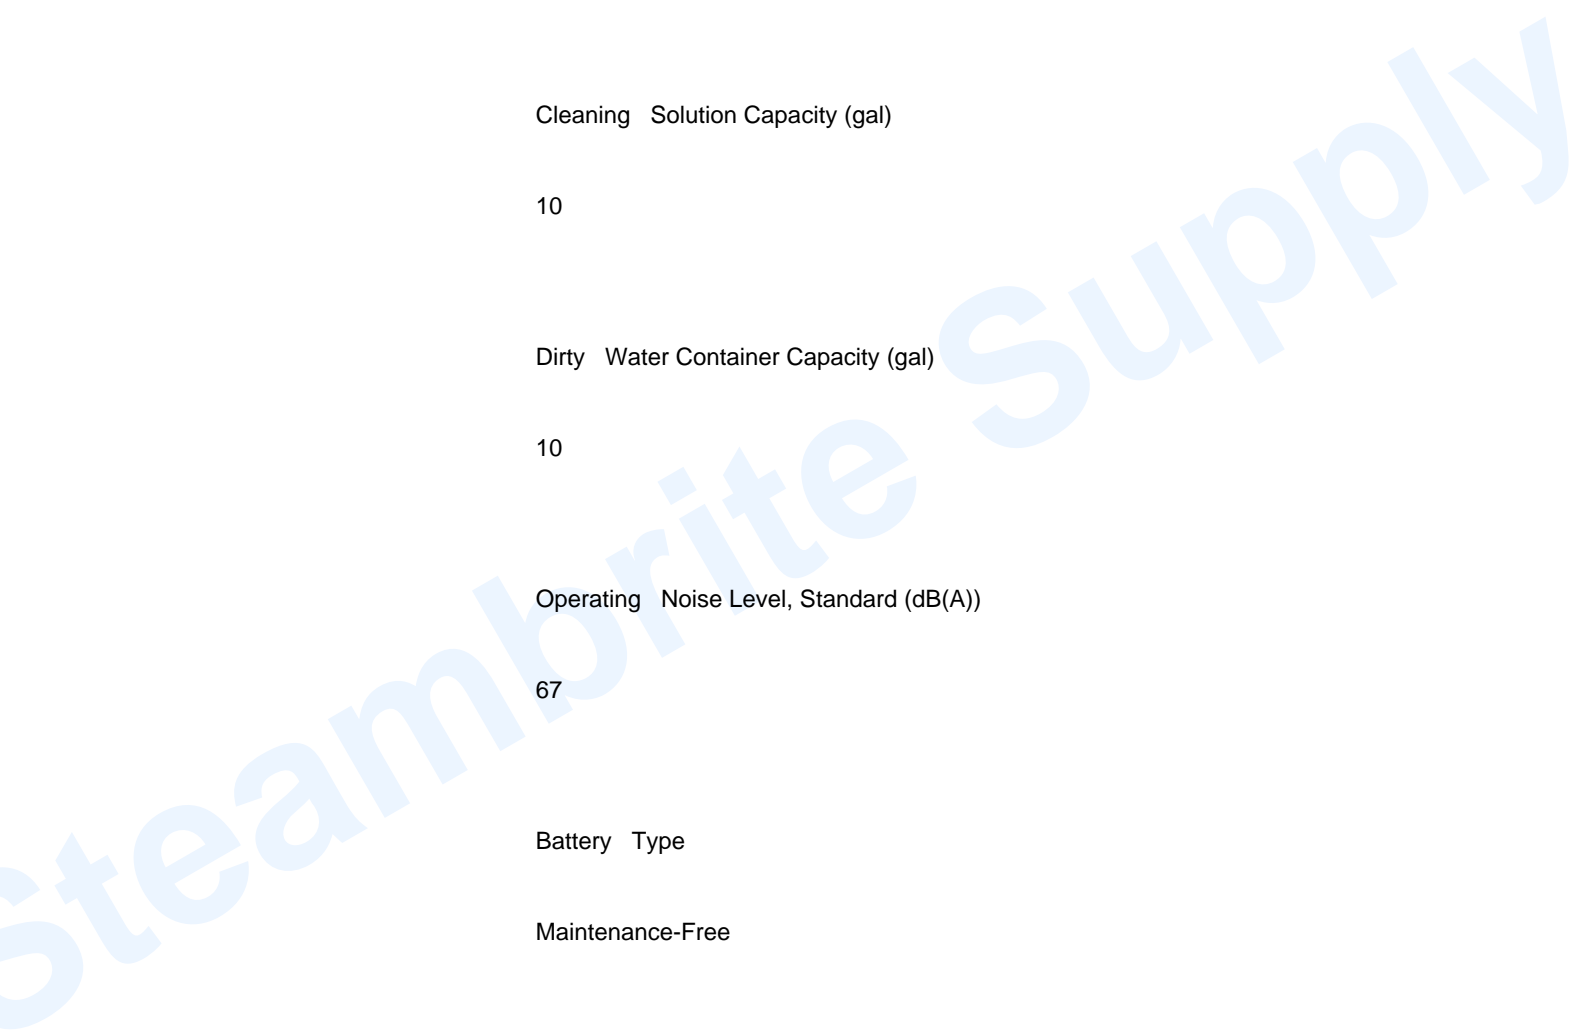 Cleaning   Solution Capacity (gal)
10
Dirty   Water Container Capacity (gal)
10
Operating   Noise Level, Standard (dB(A))
67
Battery   Type
Maintenance-Free
Steambrite Supply